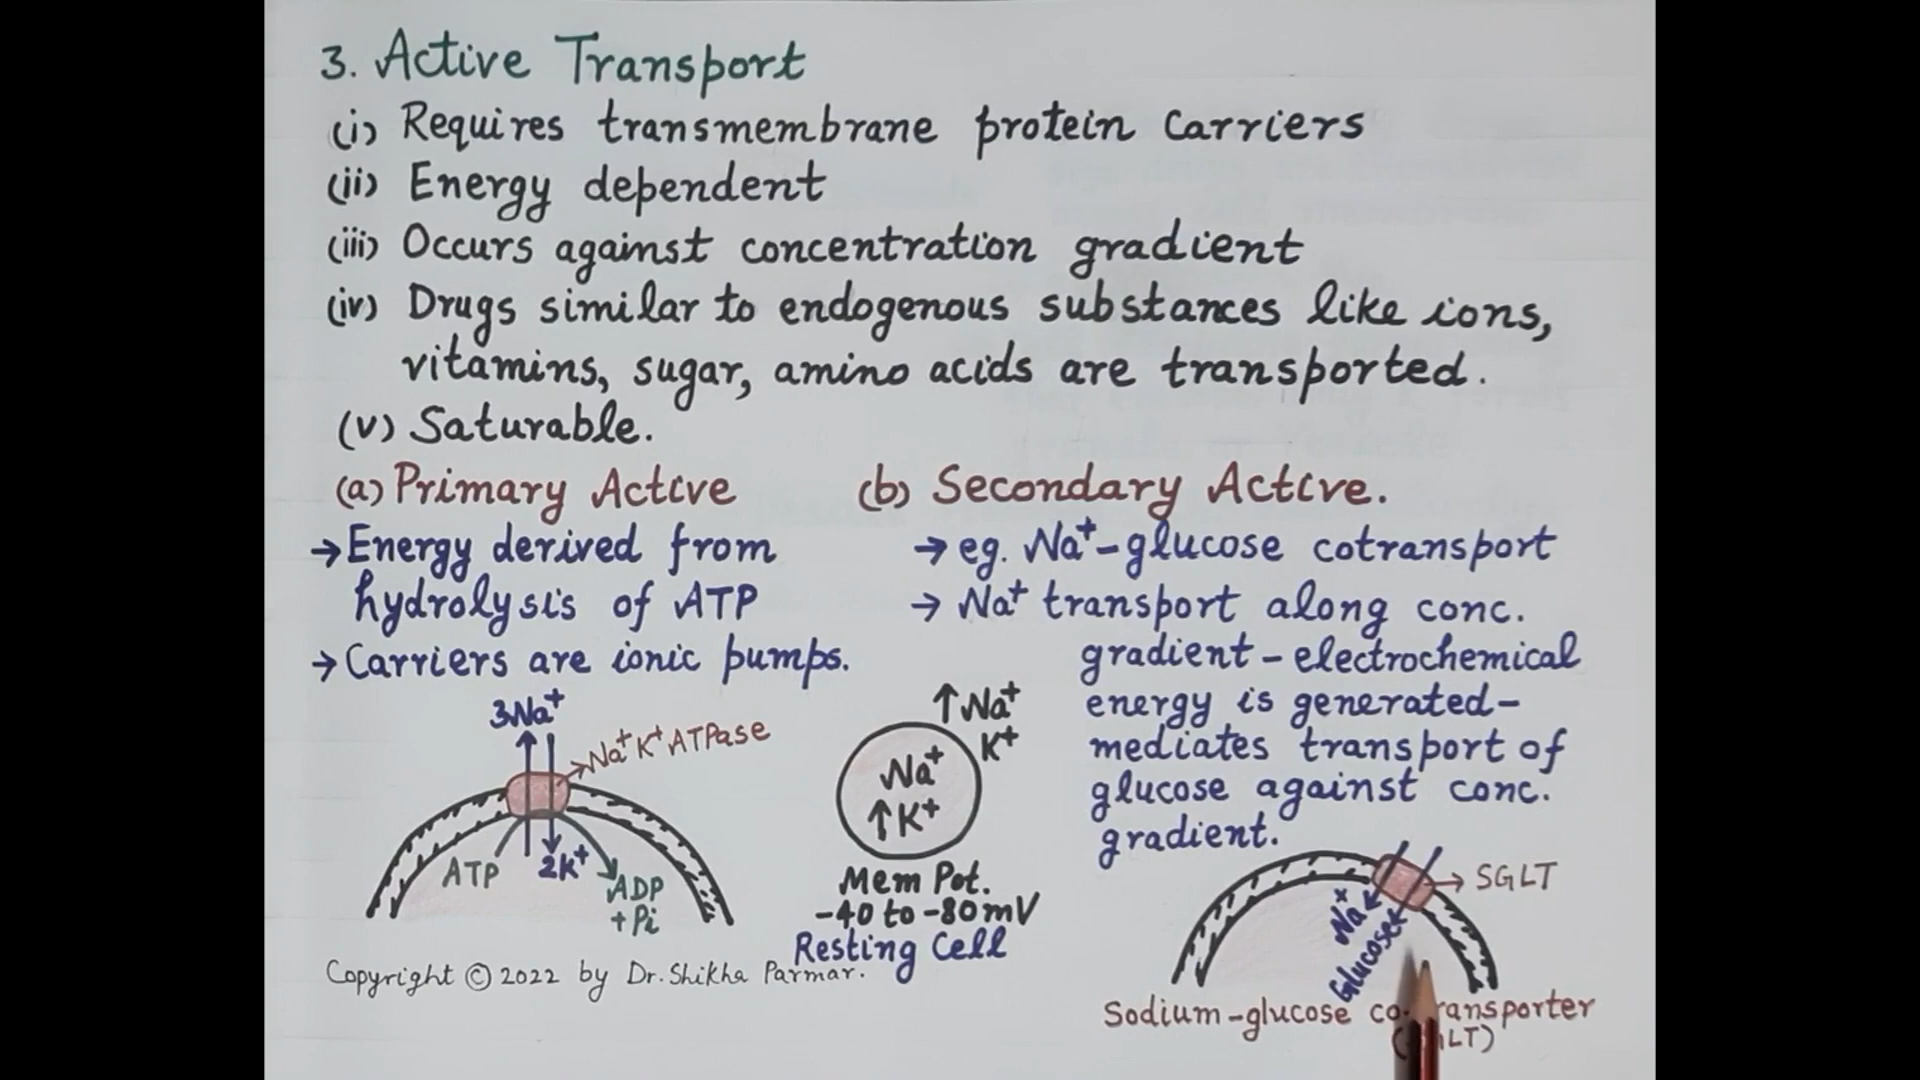 3. Active Transport
(i) Requires transmembrane protein carriers
(ii) Energy dependent
(iii) Occurs against concentration gradient
(iv) Drugs similar to endogenous substances like ions,
vitamins, sugar, amino acids are transported.
(v) Saturable.
(a) Primary Active
→ Energy derived from
hydrolysis of ATP
→ Carriers are ionic pumps.
3Na⁺
→ Na⁺K⁺ATPase
ATP
2K⁺
ADP
+ Pi
↑Na⁺
K⁺
Na⁺
↑K⁺
Mem Pot.
-40 to -80mV
Resting Cell
(b) Secondary Active.
→ eg. Na⁺-glucose cotransport
→ Na⁺ transport along conc.
gradient - electrochemical
energy is generated-
mediates transport of
glucose against conc.
gradient.
→ SGLT
Na⁺
Glucose
Sodium-glucose
Copyright © 2022 by Dr. Shikha Parmar.